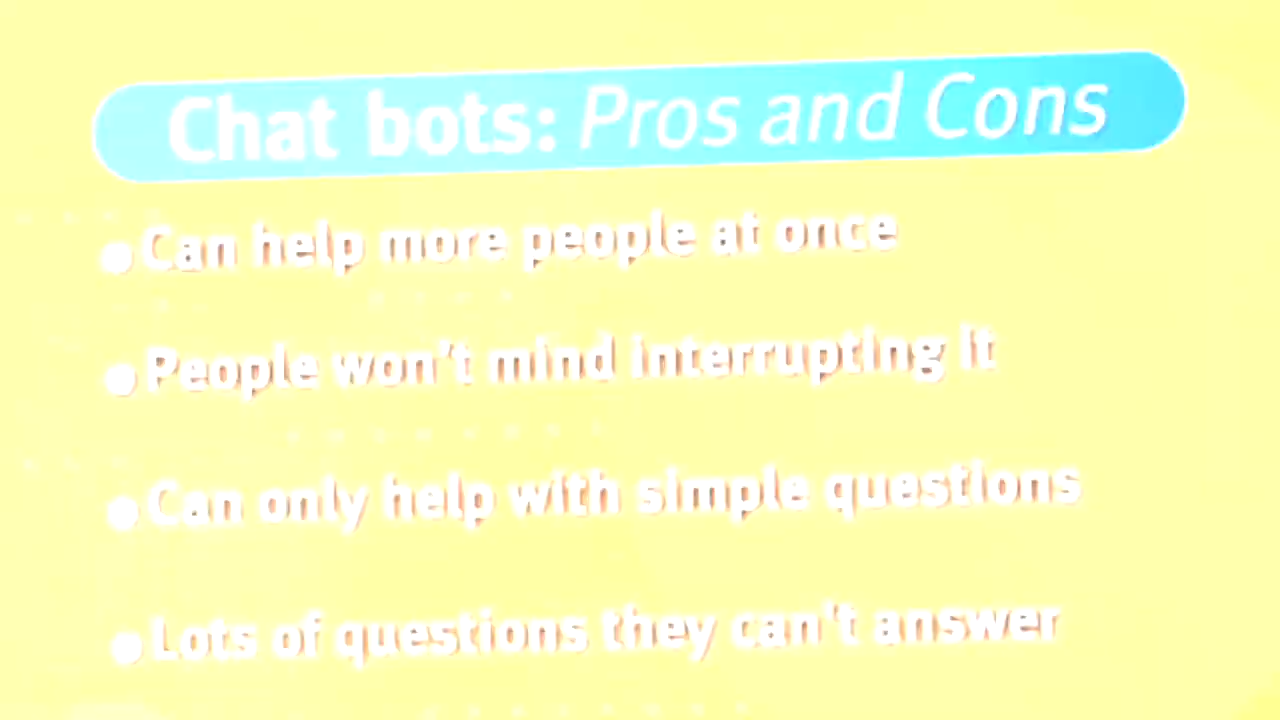 Chat bots: Pros and Cons
• Can help more people at once
• People won't mind interrupting it
• Can only help with simple questions
• Lots of questions they can't answer